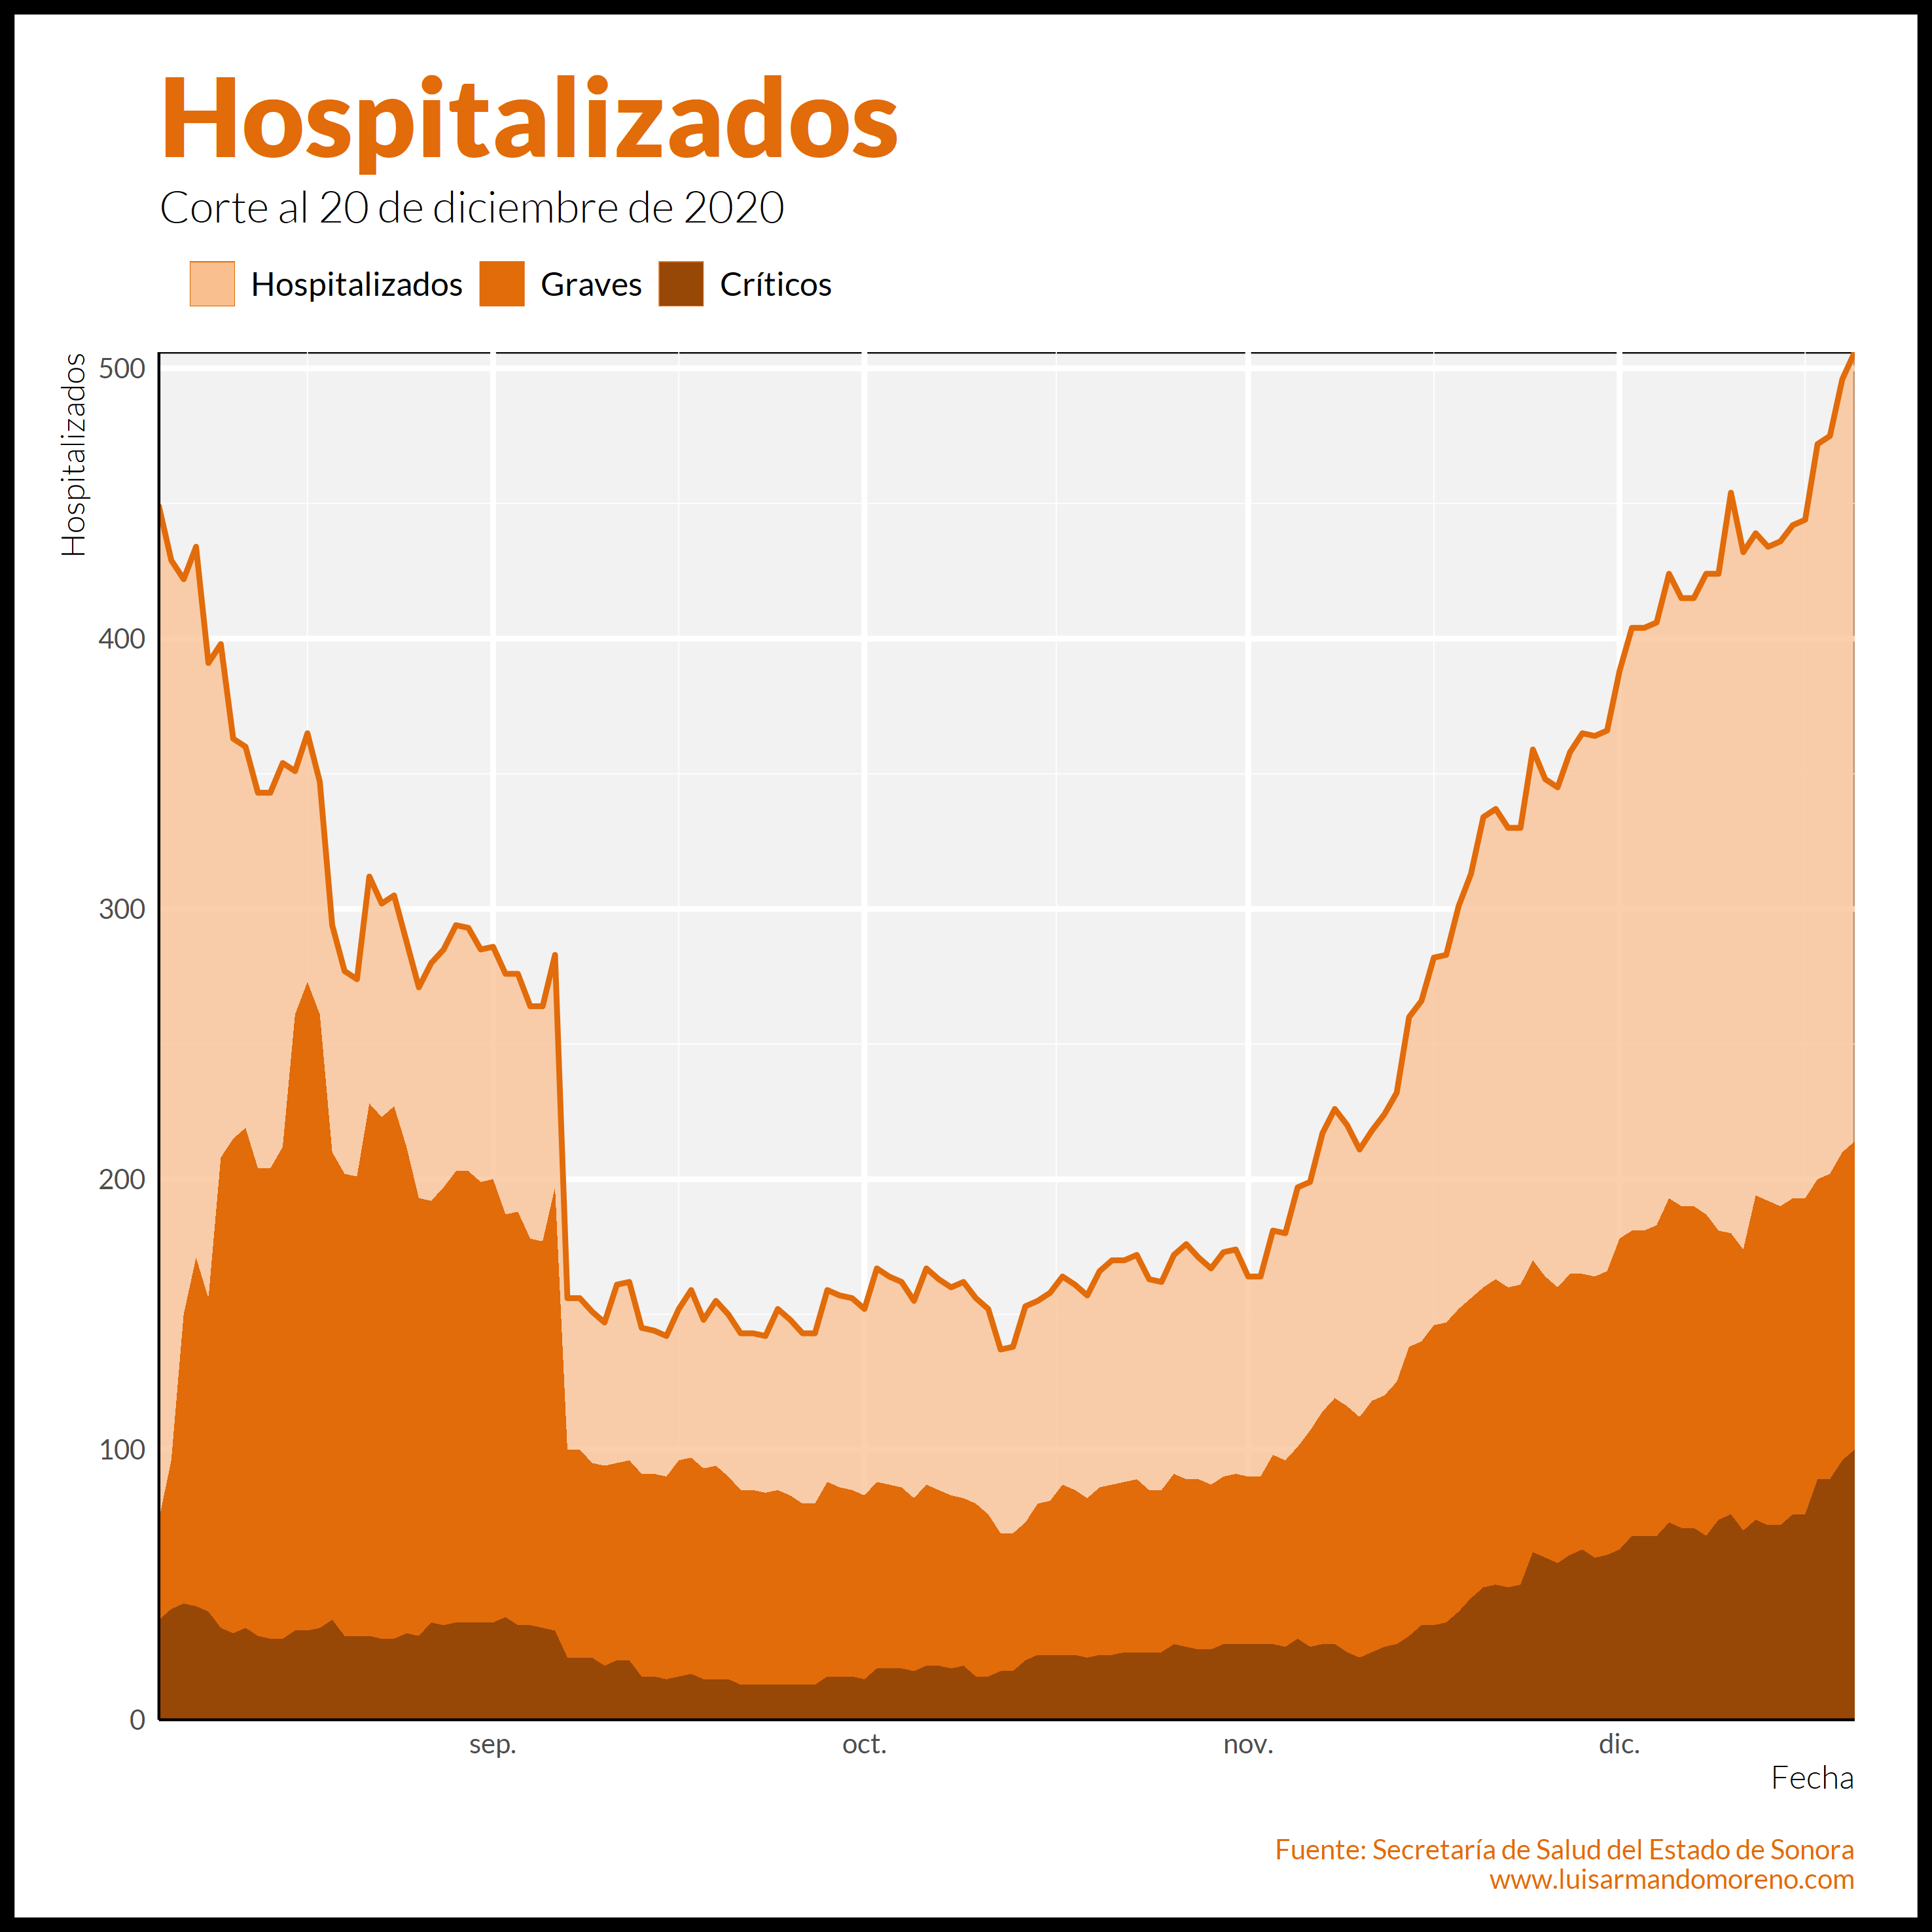 Hospitalizados
Corte al 20 de diciembre de 2020
Hospitalizados Graves Críticos
Hospitalizados
500
400
300
200
100
0
sep. oct. nov. dic.
Fecha
Fuente: Secretaría de Salud del Estado de Sonora
www.luisarmandomoreno.com